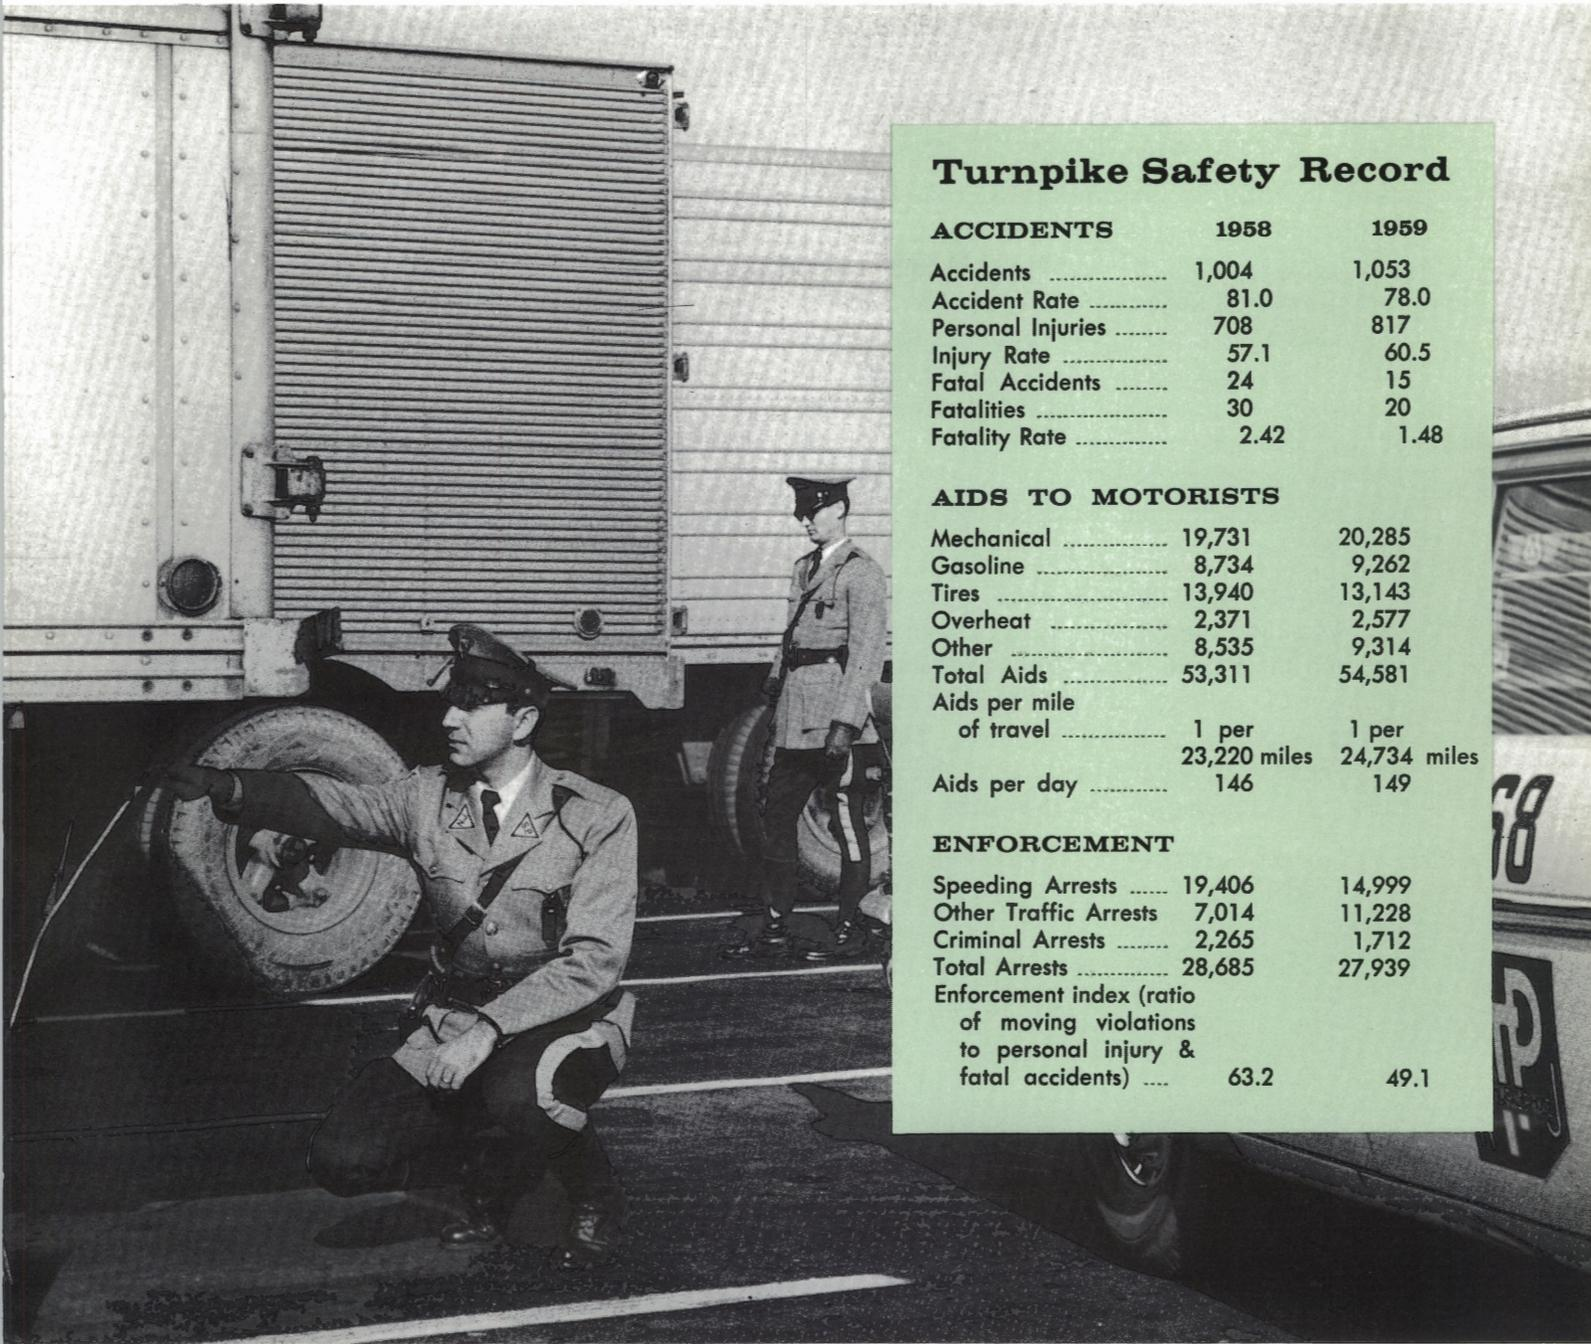 Turnpike Safety Record
ACCIDENTS 1958 1959
Accidents .................... 1,004 1,053
Accident Rate ............. 81.0 78.0
Personal Injuries ......... 708 817
Injury Rate .................. 57.1 60.5
Fatal Accidents ......... 24 15
Fatalities ...................... 30 20
Fatality Rate ................ 2.42 1.48
AIDS TO MOTORISTS
Mechanical .................. 19,731 20,285
Gasoline ...................... 8,734 9,262
Tires ............................ 13,940 13,143
Overheat .................... 2,371 2,577
Other .......................... 8,535 9,314
Total Aids .................. 53,311 54,581
Aids per mile
of travel .................. 1 per 1 per
23,220 miles 24,734 miles
Aids per day ............. 146 149
ENFORCEMENT
Speeding Arrests ...... 19,406 14,999
Other Traffic Arrests 7,014 11,228
Criminal Arrests ......... 2,265 1,712
Total Arrests ............... 28,685 27,939
Enforcement index (ratio
of moving violations
to personal injury &
fatal accidents) .... 63.2 49.1
68